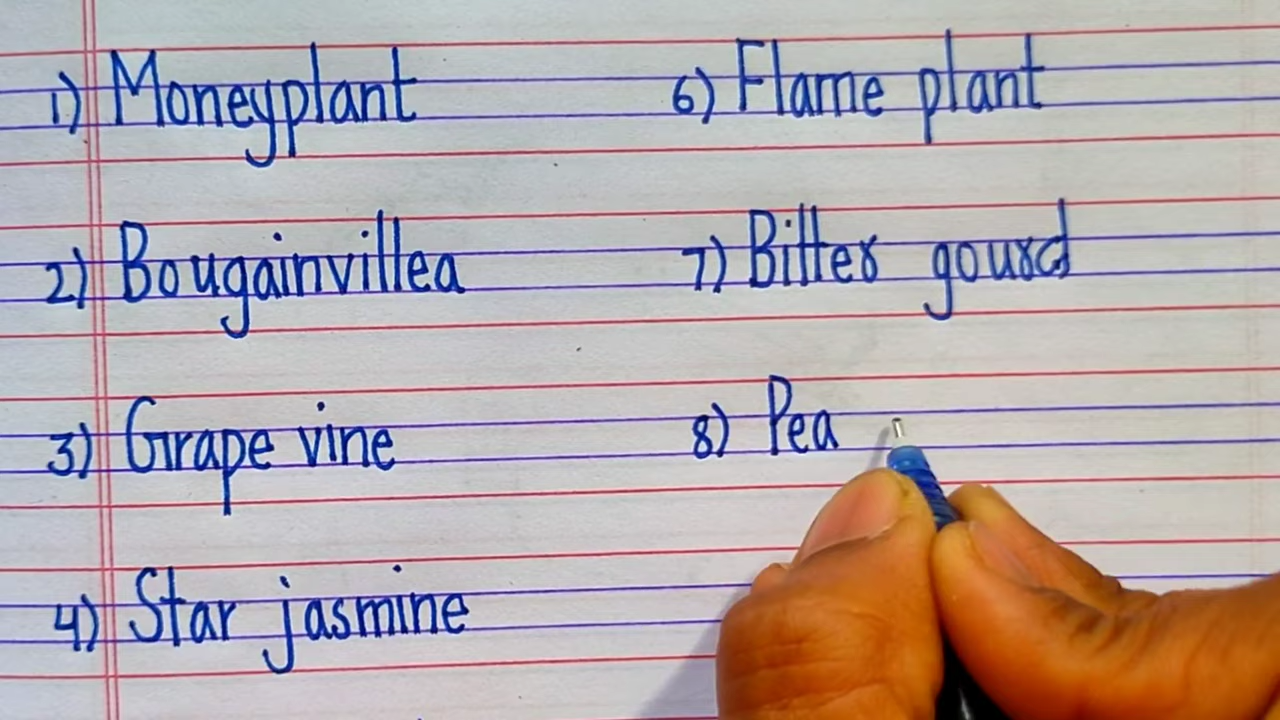 1) Moneyplant
2) Bougainvillea
3) Grape vine
4) Star jasmine
6) Flame plant
7) Bitter gourd
8) Pea